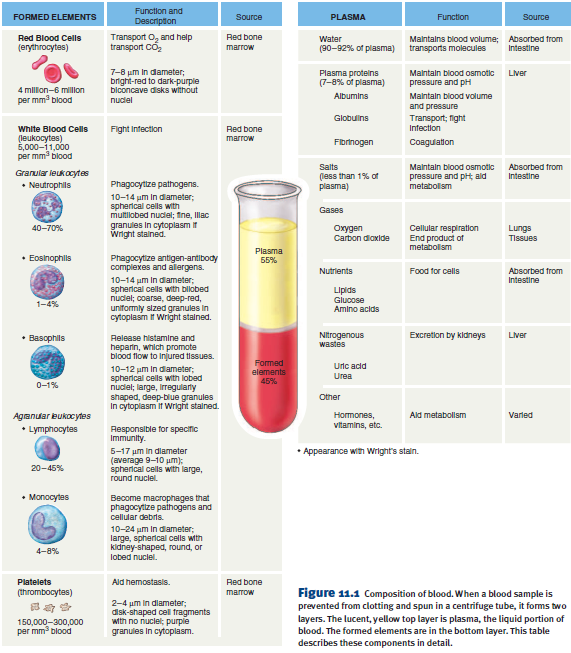 FORMED ELEMENTS
Function and
Description
Source
Red Blood Cells
(erythrocytes)
4 million–6 million
per mm³ blood
Transport O₂ and help
transport CO₂
7–8 µm in diameter;
bright-red to dark-purple
biconcave disks without
nuclei
Red bone
marrow
White Blood Cells
(leukocytes)
5,000–11,000
per mm³ blood
Fight infection
Red bone
marrow
Granular leukocytes
• Neutrophils
40–70%
Phagocytize pathogens.
10–14 µm in diameter;
spherical cells with
multilobed nuclei; fine, lilac
granules in cytoplasm if
Wright stained.
• Eosinophils
1–4%
Phagocytize antigen-antibody
complexes and allergens.
10–14 µm in diameter;
spherical cells with bilobed
nuclei; coarse, deep-red,
uniformly sized granules in
cytoplasm if Wright stained.
• Basophils
0–1%
Release histamine and
heparin, which promote
blood flow to injured tissues.
10–12 µm in diameter;
spherical cells with lobed
nuclei; large, irregularly
shaped, deep-blue granules
in cytoplasm if Wright stained.
Agranular leukocytes
• Lymphocytes
20–45%
Responsible for specific
immunity.
5–17 µm in diameter
(average 9–10 µm);
spherical cells with large,
round nuclei.
• Monocytes
4–8%
Become macrophages that
phagocytize pathogens and
cellular debris.
10–24 µm in diameter;
large, spherical cells with
kidney-shaped, round, or
lobed nuclei.
Platelets
(thrombocytes)
150,000–300,000
per mm³ blood
Aid hemostasis.
2–4 µm in diameter;
disk-shaped cell fragments
with no nuclei; purple
granules in cytoplasm.
Red bone
marrow
Plasma
55%
Formed
elements
45%
PLASMA
Function
Source
Water
(90–92% of plasma)
Maintains blood volume;
transports molecules
Absorbed from
intestine
Plasma proteins
(7–8% of plasma)
Maintain blood osmotic
pressure and pH
Liver
Albumins
Maintain blood volume
and pressure
Globulins
Transport; fight
infection
Fibrinogen
Coagulation
Salts
(less than 1% of
plasma)
Maintain blood osmotic
pressure and pH; aid
metabolism
Absorbed from
intestine
Gases
Oxygen
Carbon dioxide
Cellular respiration
End product of
metabolism
Lungs
Tissues
Nutrients
Lipids
Glucose
Amino acids
Food for cells
Absorbed from
intestine
Nitrogenous
wastes
Uric acid
Urea
Excretion by kidneys
Liver
Other
Hormones,
vitamins, etc.
Aid metabolism
Varied
• Appearance with Wright's stain.
Figure 11.1 Composition of blood. When a blood sample is
prevented from clotting and spun in a centrifuge tube, it forms two
layers. The lucent, yellow top layer is plasma, the liquid portion of
blood. The formed elements are in the bottom layer. This table
describes these components in detail.